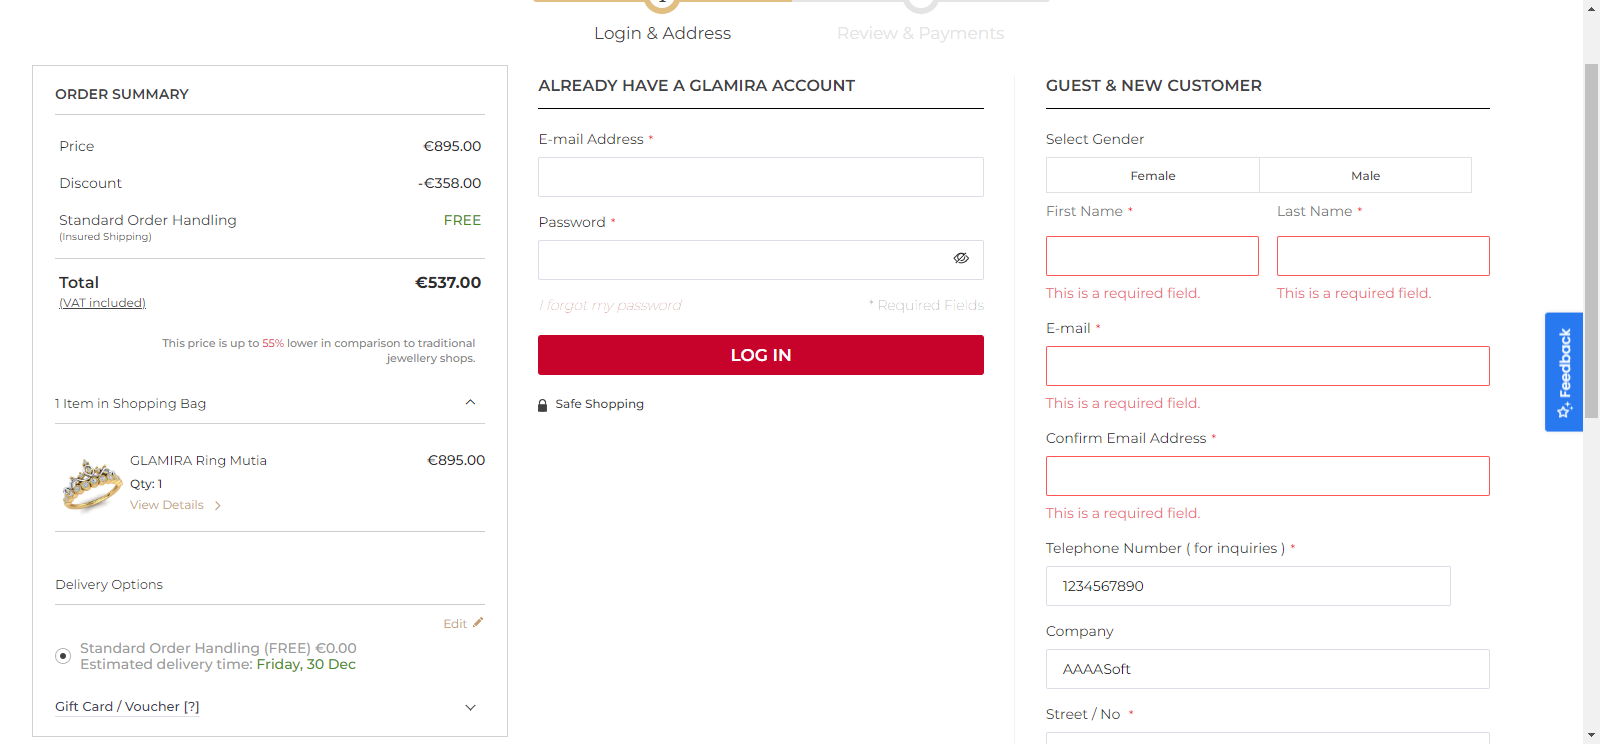 Login & Address
Review & Payments
ORDER SUMMARY
Price €895.00
Discount -€358.00
Standard Order Handling FREE
(Insured Shipping)
Total €537.00
(VAT included)
This price is up to 55% lower in comparison to traditional
jewellery shops.
1 Item in Shopping Bag
GLAMIRA Ring Mutia €895.00
Qty: 1
View Details
Delivery Options
Edit
Standard Order Handling (FREE) €0.00
Estimated delivery time: Friday, 30 Dec
Gift Card / Voucher [?]
ALREADY HAVE A GLAMIRA ACCOUNT
E-mail Address *
Password *
I forgot my password * Required Fields
LOG IN
Safe Shopping
GUEST & NEW CUSTOMER
Select Gender
Female Male
First Name * Last Name *
This is a required field. This is a required field.
E-mail *
This is a required field.
Confirm Email Address *
This is a required field.
Telephone Number ( for inquiries ) *
1234567890
Company
AAAASoft
Street / No *
Feedback